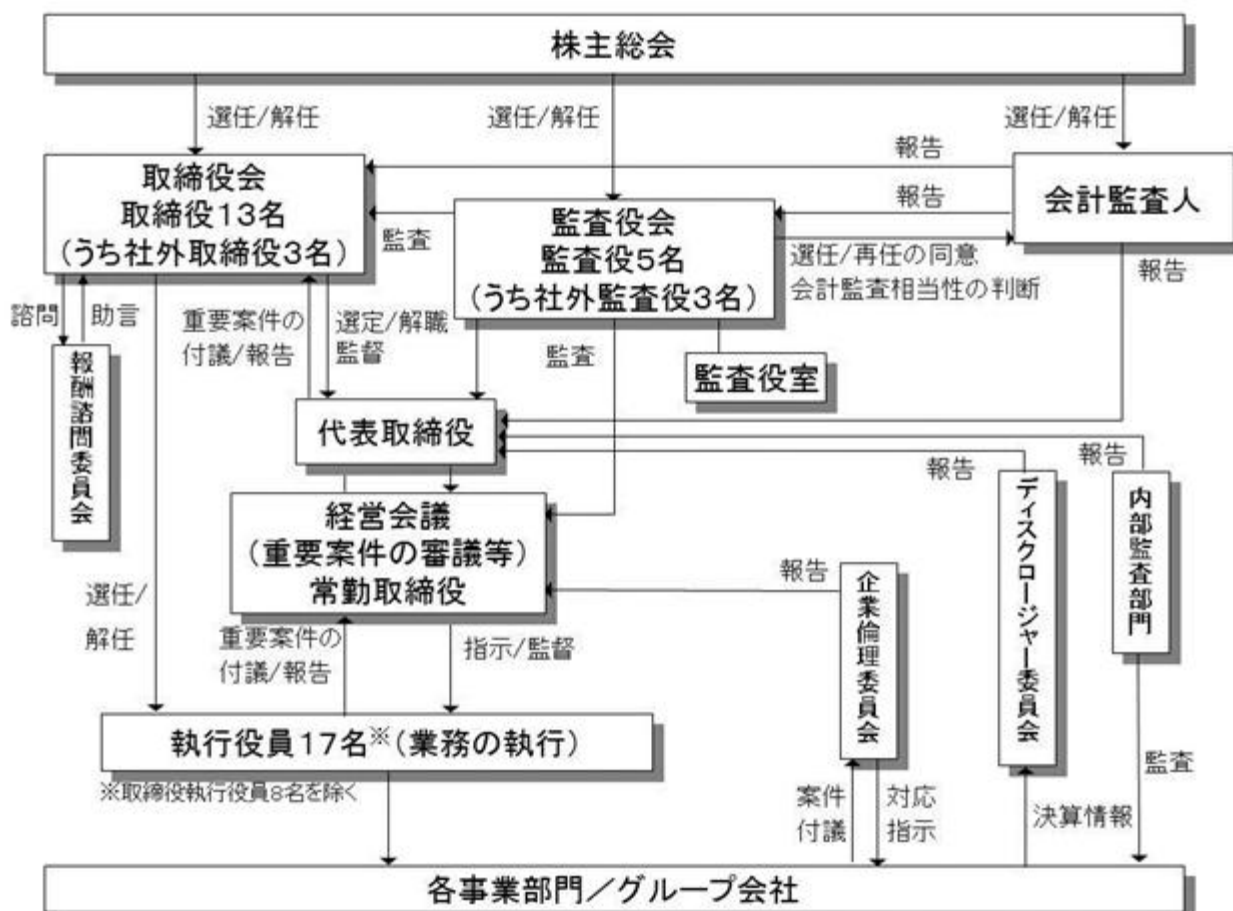 株主総会
選任/解任
選任/解任
選任/解任
取締役会
取締役13名
(うち社外取締役3名)
報告
報告
会計監査人
監査
監査役会
監査役5名
(うち社外監査役3名)
選任/再任の同意
会計監査相当性の判断
報告
諮問
助言
重要案件の
付議/報告
選定/解職
監督
監査
監査役室
報酬諮問委員会
代表取締役
報告
報告
経営会議
(重要案件の審議等)
常勤取締役
報告
企業倫理委員会
ディスクロージャー委員会
内部監査部門
選任/
解任
重要案件の
付議/報告
指示/監督
執行役員17名※(業務の執行)
※取締役執行役員8名を除く
案件
付議
対応
指示
決算情報
監査
各事業部門/グループ会社